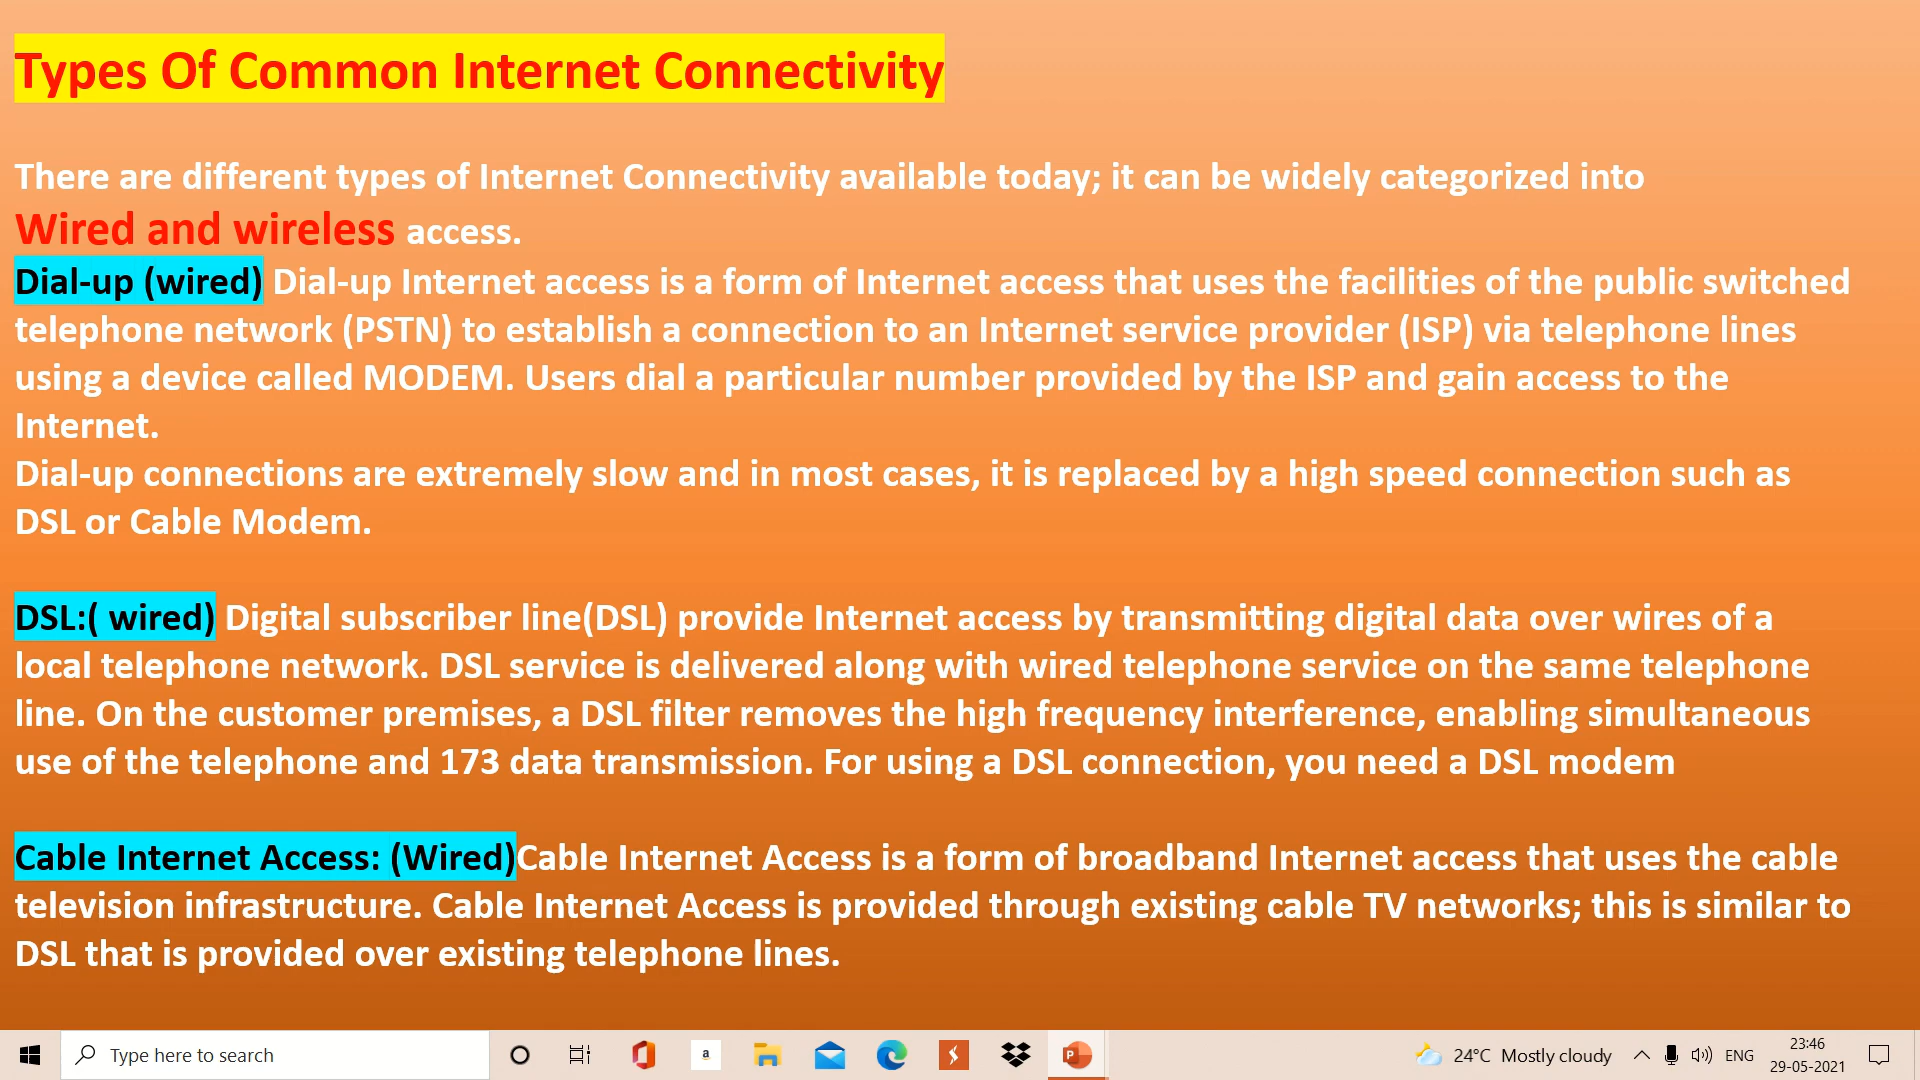 Types Of Common Internet Connectivity
There are different types of Internet Connectivity available today; it can be widely categorized into
Wired and wireless access.
Dial-up (wired) Dial-up Internet access is a form of Internet access that uses the facilities of the public switched
telephone network (PSTN) to establish a connection to an Internet service provider (ISP) via telephone lines
using a device called MODEM. Users dial a particular number provided by the ISP and gain access to the
Internet.
Dial-up connections are extremely slow and in most cases, it is replaced by a high speed connection such as
DSL or Cable Modem.
DSL:( wired) Digital subscriber line(DSL) provide Internet access by transmitting digital data over wires of a
local telephone network. DSL service is delivered along with wired telephone service on the same telephone
line. On the customer premises, a DSL filter removes the high frequency interference, enabling simultaneous
use of the telephone and 173 data transmission. For using a DSL connection, you need a DSL modem
Cable Internet Access: (Wired)Cable Internet Access is a form of broadband Internet access that uses the cable
television infrastructure. Cable Internet Access is provided through existing cable TV networks; this is similar to
DSL that is provided over existing telephone lines.
Type here to search
a
P
24°C Mostly cloudy
ENG
23:46
29-05-2021